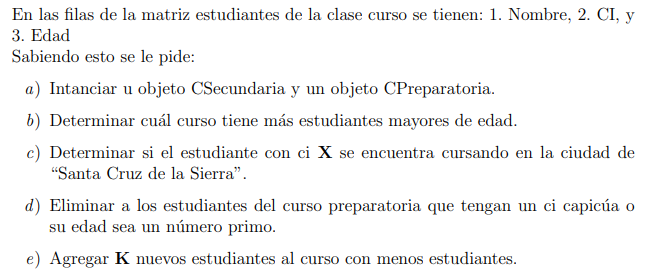 En las filas de la matriz estudiantes de la clase curso se tienen: 1. Nombre, 2. CI, y
3. Edad
Sabiendo esto se le pide:
a) Intanciar u objeto CSecundaria y un objeto CPreparatoria.
b) Determinar cuál curso tiene más estudiantes mayores de edad.
c) Determinar si el estudiante con ci X se encuentra cursando en la ciudad de
“Santa Cruz de la Sierra”.
d) Eliminar a los estudiantes del curso preparatoria que tengan un ci capicúa o
su edad sea un número primo.
e) Agregar K nuevos estudiantes al curso con menos estudiantes.